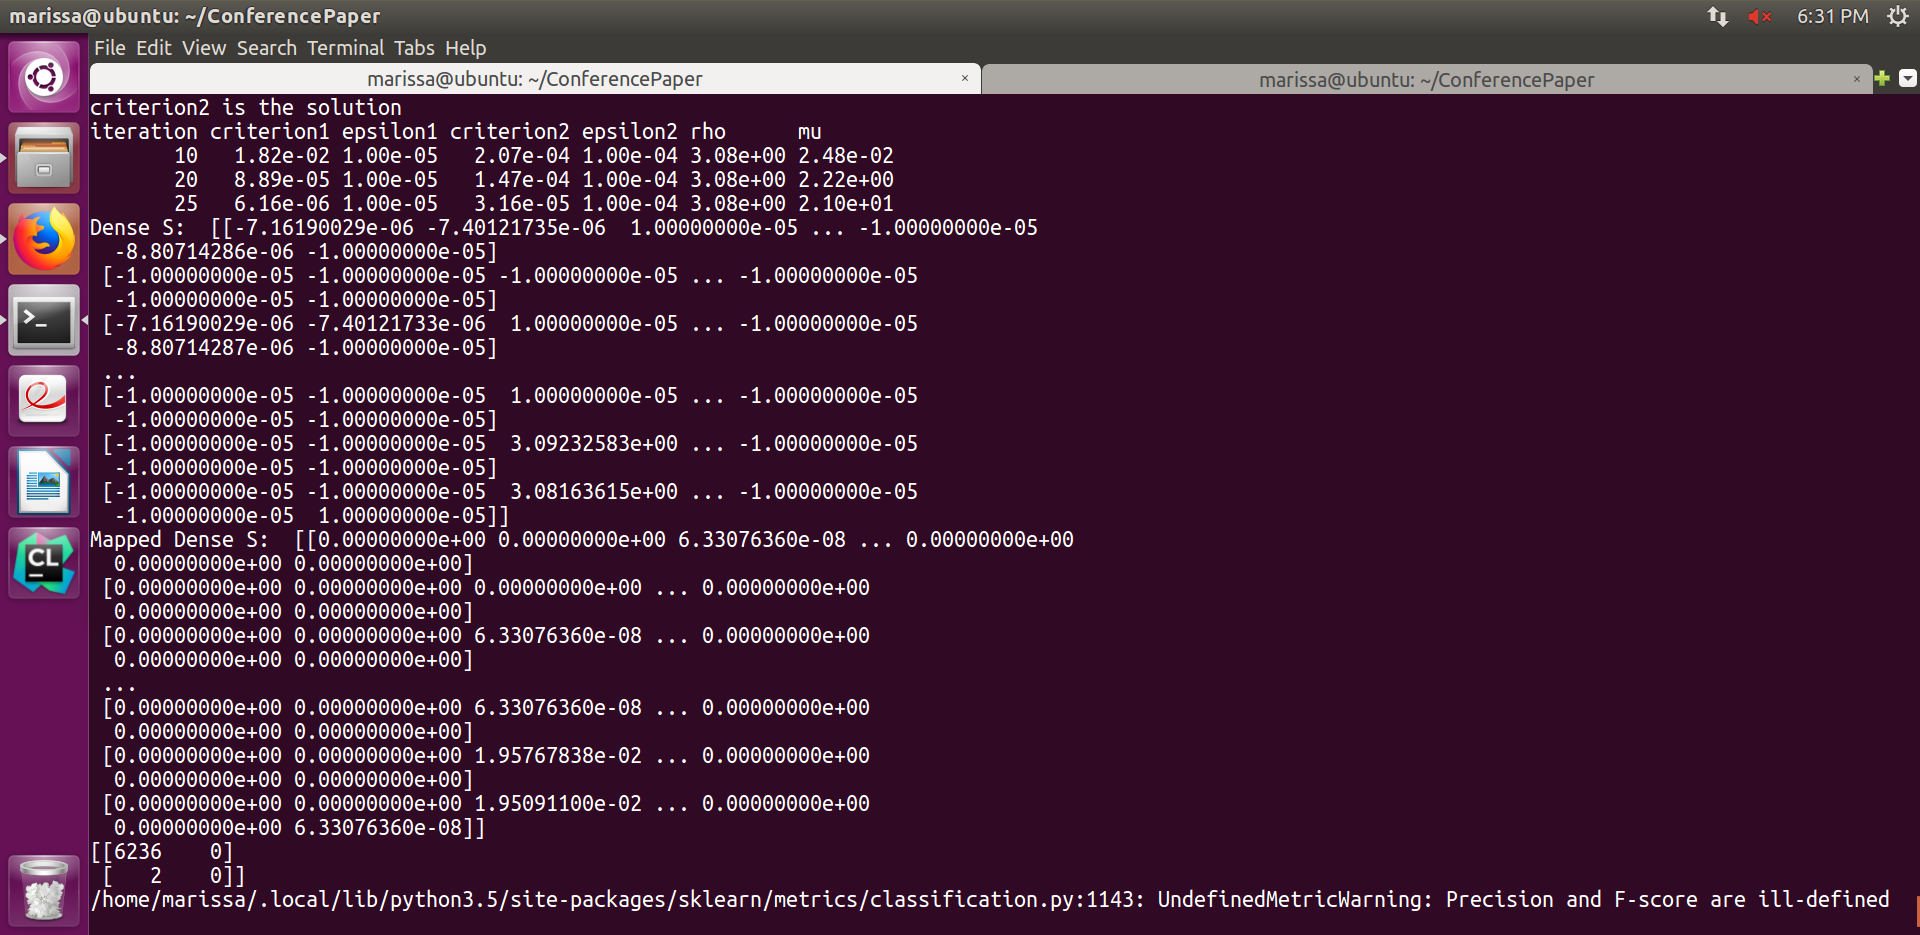 marissa@ubuntu: ~/ConferencePaper
6:31 PM
File Edit View Search Terminal Tabs Help
marissa@ubuntu: ~/ConferencePaper × marissa@ubuntu: ~/ConferencePaper ×
criterion2 is the solution
iteration criterion1 epsilon1 criterion2 epsilon2 rho      mu
       10   1.82e-02 1.00e-05   2.07e-04 1.00e-04 3.08e+00 2.48e-02
       20   8.89e-05 1.00e-05   1.47e-04 1.00e-04 3.08e+00 2.22e+00
       25   6.16e-06 1.00e-05   3.16e-05 1.00e-04 3.08e+00 2.10e+01
Dense S:  [[-7.16190029e-06 -7.40121735e-06  1.00000000e-05 ... -1.00000000e-05
  -8.80714286e-06 -1.00000000e-05]
 [-1.00000000e-05 -1.00000000e-05 -1.00000000e-05 ... -1.00000000e-05
  -1.00000000e-05 -1.00000000e-05]
 [-7.16190029e-06 -7.40121733e-06  1.00000000e-05 ... -1.00000000e-05
  -8.80714287e-06 -1.00000000e-05]
 ...
 [-1.00000000e-05 -1.00000000e-05  1.00000000e-05 ... -1.00000000e-05
  -1.00000000e-05 -1.00000000e-05]
 [-1.00000000e-05 -1.00000000e-05  3.09232583e+00 ... -1.00000000e-05
  -1.00000000e-05 -1.00000000e-05]
 [-1.00000000e-05 -1.00000000e-05  3.08163615e+00 ... -1.00000000e-05
  -1.00000000e-05  1.00000000e-05]]
Mapped Dense S:  [[0.00000000e+00 0.00000000e+00 6.33076360e-08 ... 0.00000000e+00
  0.00000000e+00 0.00000000e+00]
 [0.00000000e+00 0.00000000e+00 0.00000000e+00 ... 0.00000000e+00
  0.00000000e+00 0.00000000e+00]
 [0.00000000e+00 0.00000000e+00 6.33076360e-08 ... 0.00000000e+00
  0.00000000e+00 0.00000000e+00]
 ...
 [0.00000000e+00 0.00000000e+00 6.33076360e-08 ... 0.00000000e+00
  0.00000000e+00 0.00000000e+00]
 [0.00000000e+00 0.00000000e+00 1.95767838e-02 ... 0.00000000e+00
  0.00000000e+00 0.00000000e+00]
 [0.00000000e+00 0.00000000e+00 1.95091100e-02 ... 0.00000000e+00
  0.00000000e+00 6.33076360e-08]]
[[6236    0]
 [   2    0]]
/home/marissa/.local/lib/python3.5/site-packages/sklearn/metrics/classification.py:1143: UndefinedMetricWarning: Precision and F-score are ill-defined
>_
CL